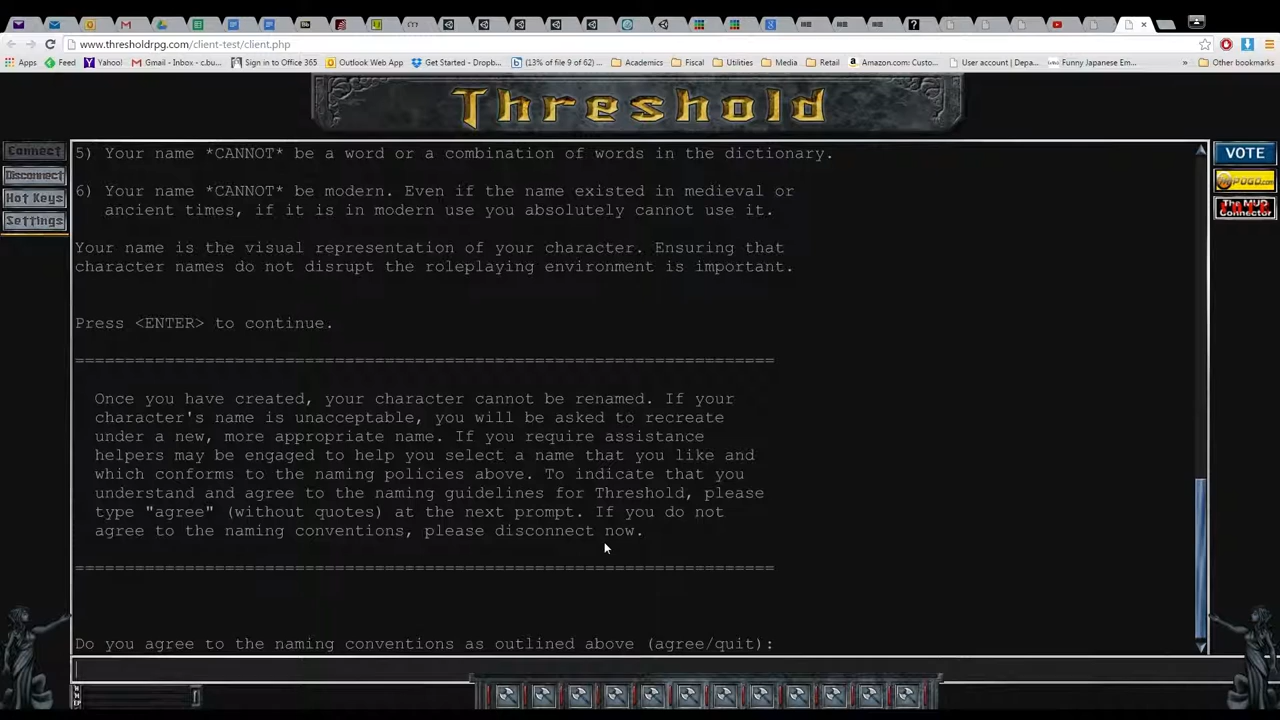 www.thresholdrpg.com/client-test/client.php
Apps Feed Yahoo! Gmail - Inbox - c.bu... Sign in to Office 365 Outlook Web App Get Started - Dropb... (13% of file 9 of 62) ... Academics Fiscal Utilities Media Retail Amazon.com: Custo... User account | Depa... Funny Japanese Em... » Other bookmarks
Threshold
Connect
Disconnect
Hot Keys
Settings
VOTE
The MUD
Connector
5) Your name *CANNOT* be a word or a combination of words in the dictionary.
6) Your name *CANNOT* be modern. Even if the name existed in medieval or
ancient times, if it is in modern use you absolutely cannot use it.
Your name is the visual representation of your character. Ensuring that
character names do not disrupt the roleplaying environment is important.
Press <ENTER> to continue.
======================================================================
Once you have created, your character cannot be renamed. If your
character's name is unacceptable, you will be asked to recreate
under a new, more appropriate name. If you require assistance
helpers may be engaged to help you select a name that you like and
which conforms to the naming policies above. To indicate that you
understand and agree to the naming guidelines for Threshold, please
type "agree" (without quotes) at the next prompt. If you do not
agree to the naming conventions, please disconnect now.
======================================================================
Do you agree to the naming conventions as outlined above (agree/quit):